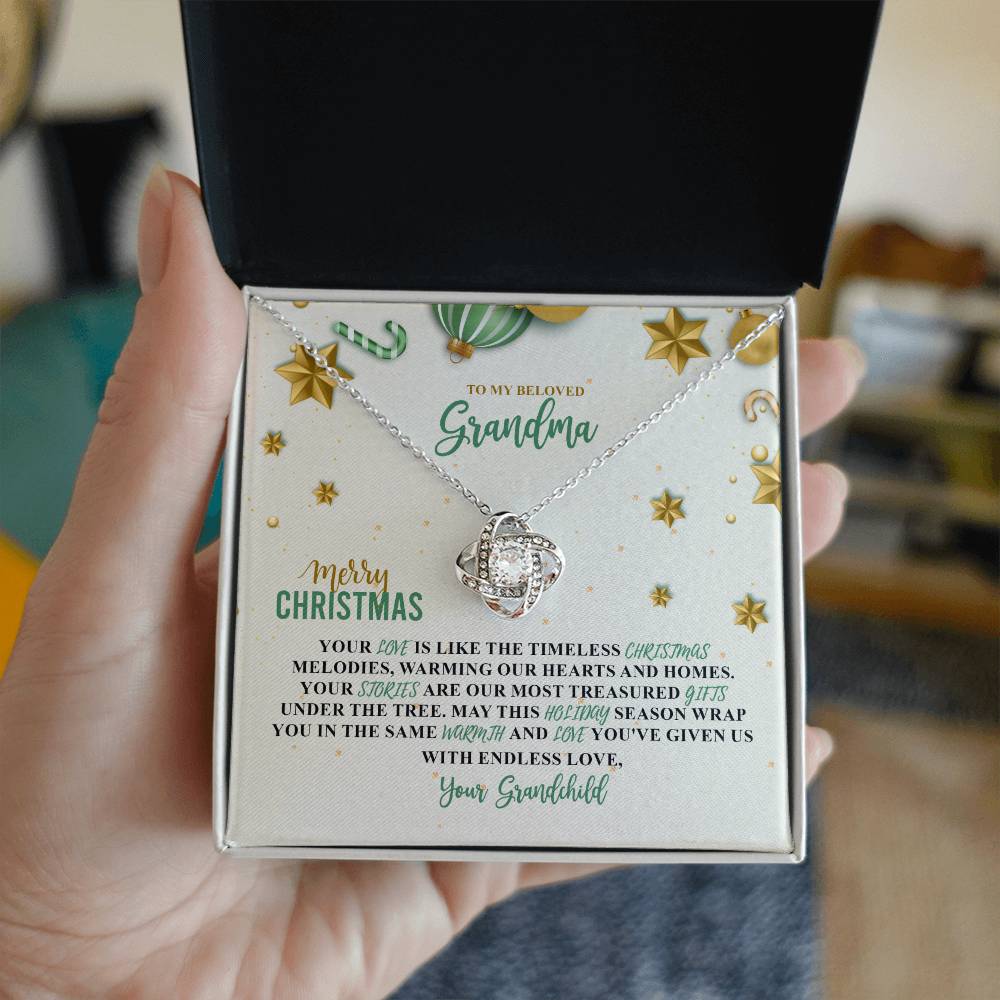 TO MY BELOVED
Grandma
Merry
CHRISTMAS
YOUR LOVE IS LIKE THE TIMELESS CHRISTMAS
MELODIES, WARMING OUR HEARTS AND HOMES.
YOUR STORIES ARE OUR MOST TREASURED GIFTS
UNDER THE TREE. MAY THIS HOLIDAY SEASON WRAP
YOU IN THE SAME WARMTH AND LOVE YOU'VE GIVEN US
WITH ENDLESS LOVE,
Your Grandchild